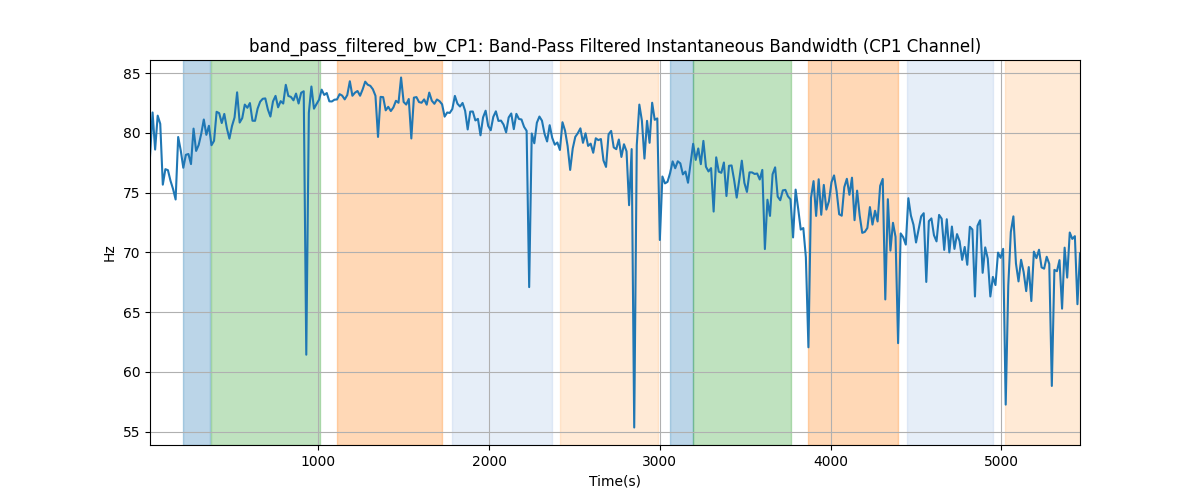 band_pass_filtered_bw_CP1: Band-Pass Filtered Instantaneous Bandwidth (CP1 Channel)
85
80
75
70
65
60
55
Hz
1000 2000 3000 4000 5000
Time(s)